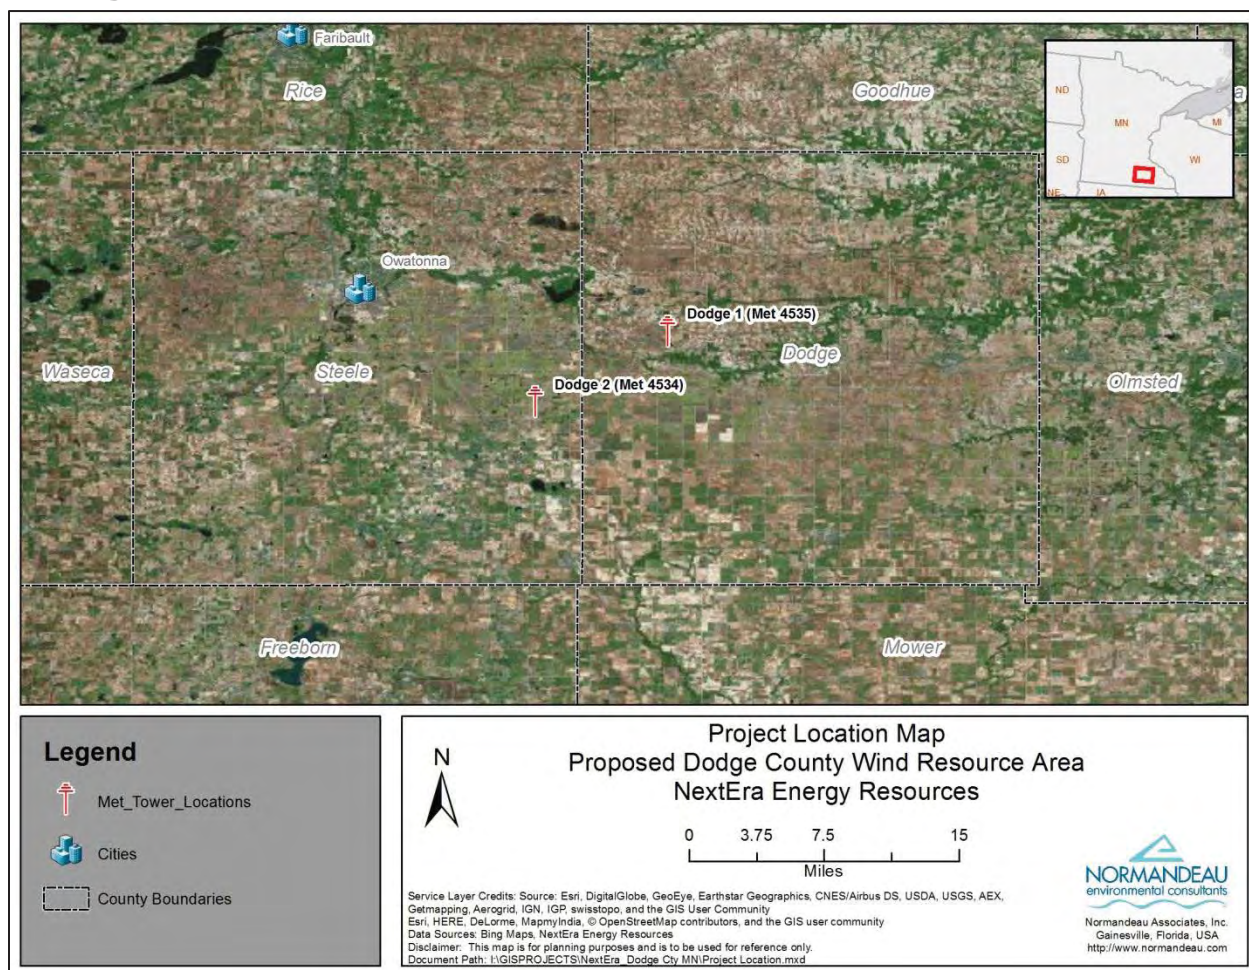 Faribault
Rice
Goodhue
a
ND
MN
MI
SD
WI
NE
IA
Owatonna
Dodge 1 (Met 4535)
Dodge
Waseca
Steele
Olmsted
Dodge 2 (Met 4534)
Freeborn
Mower
Legend
Met_Tower_Locations
Cities
County Boundaries
N
Project Location Map
Proposed Dodge County Wind Resource Area
NextEra Energy Resources
0 3.75 7.5 15
Miles
Service Layer Credits: Source: Esri, DigitalGlobe, GeoEye, Earthstar Geographics, CNES/Airbus DS, USDA, USGS, AEX,
Getmapping, Aerogrid, IGN, IGP, swisstopo, and the GIS User Community
Esri, HERE, DeLorme, MapmyIndia, © OpenStreetMap contributors, and the GIS user community
Data Sources: Bing Maps, NextEra Energy Resources
Disclaimer: This map is for planning purposes and is to be used for reference only.
Document Path: I:\GISPROJECTS\NextEra_Dodge Cty MN\Project Location.mxd
NORMANDEAU
environmental consultants
Normandeau Associates, Inc.
Gainesville, Florida, USA
http://www.normandeau.com